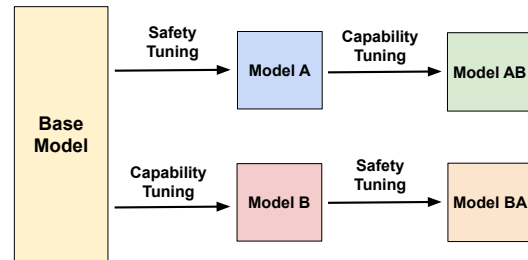 Safety
Tuning
Capability
Tuning
Model A
Model AB
Base
Model
Capability
Tuning
Safety
Tuning
Model B
Model BA